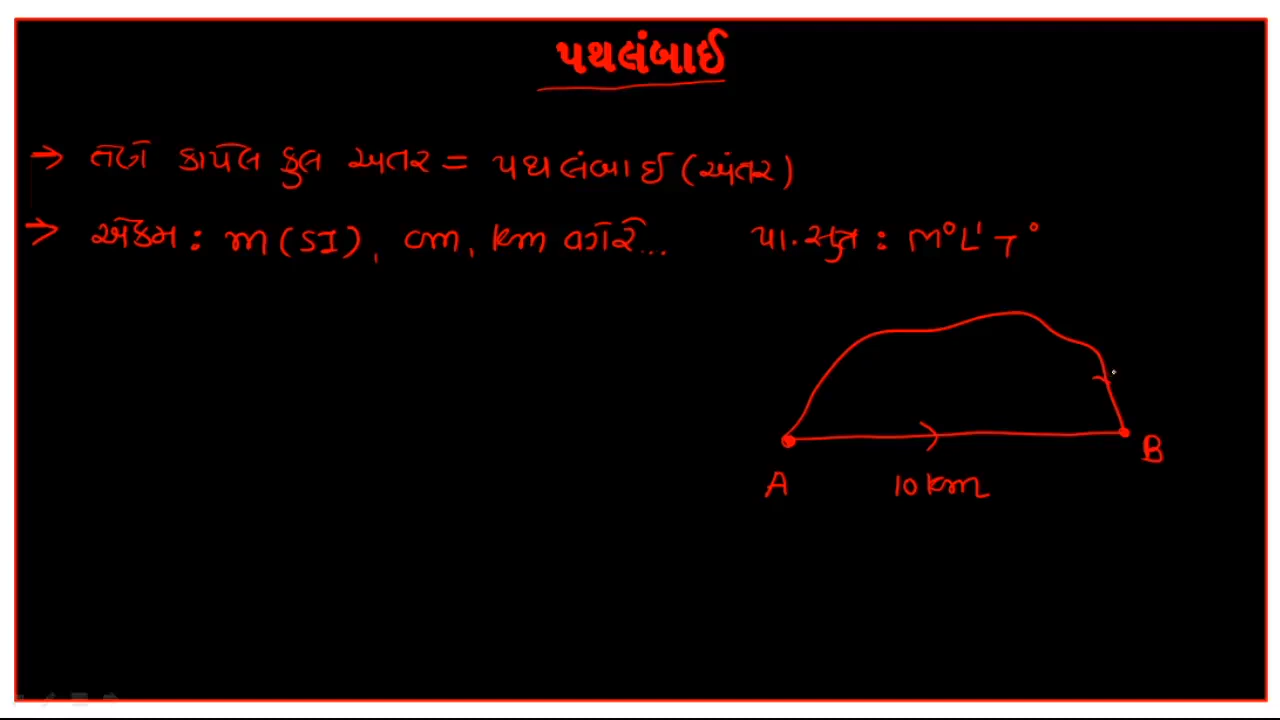 પથલંબાઈ
→ તેણે કાપેલ કુલ અંતર = પથલંબાઈ (અંતર)
→ એકમ : m (SI), cm, km વગેરે... પા. સૂત્ર : M⁰L¹T⁰
A 10 km B